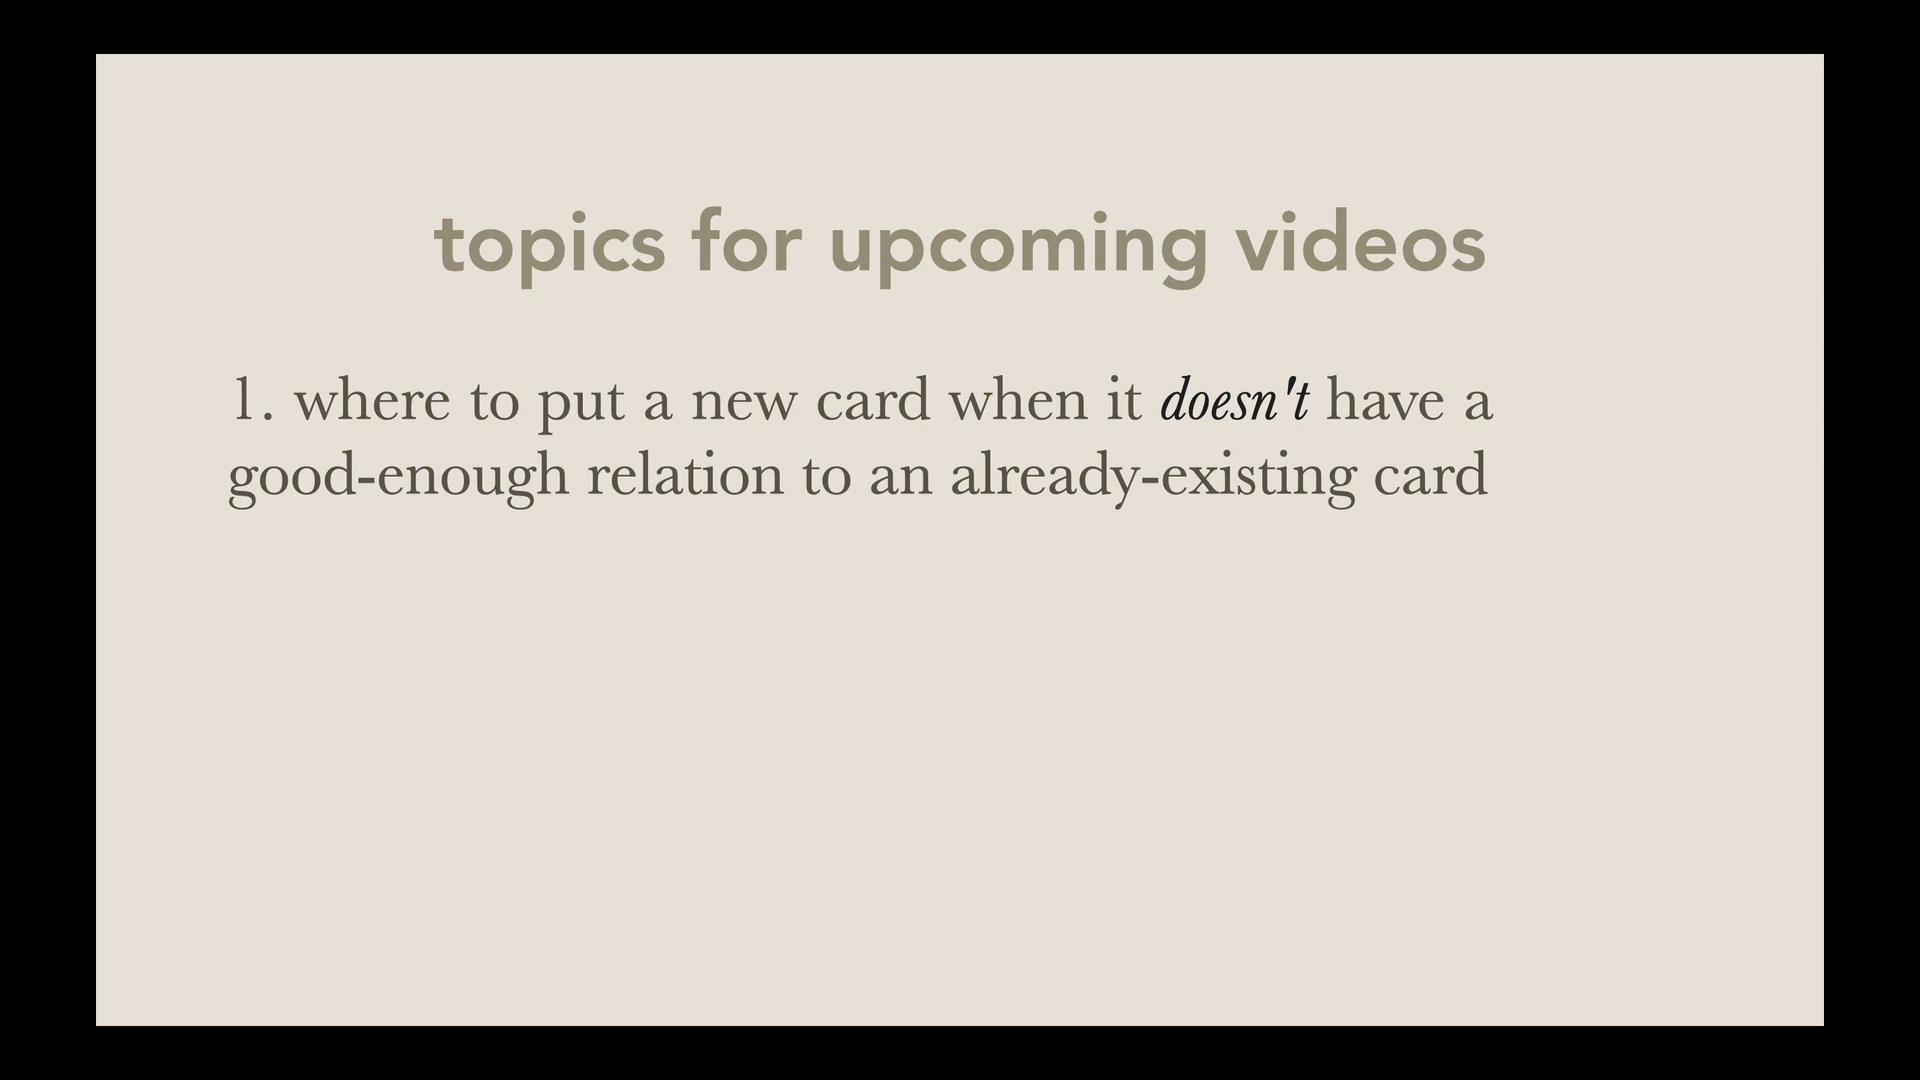 topics for upcoming videos
1. where to put a new card when it doesn't have a
good-enough relation to an already-existing card